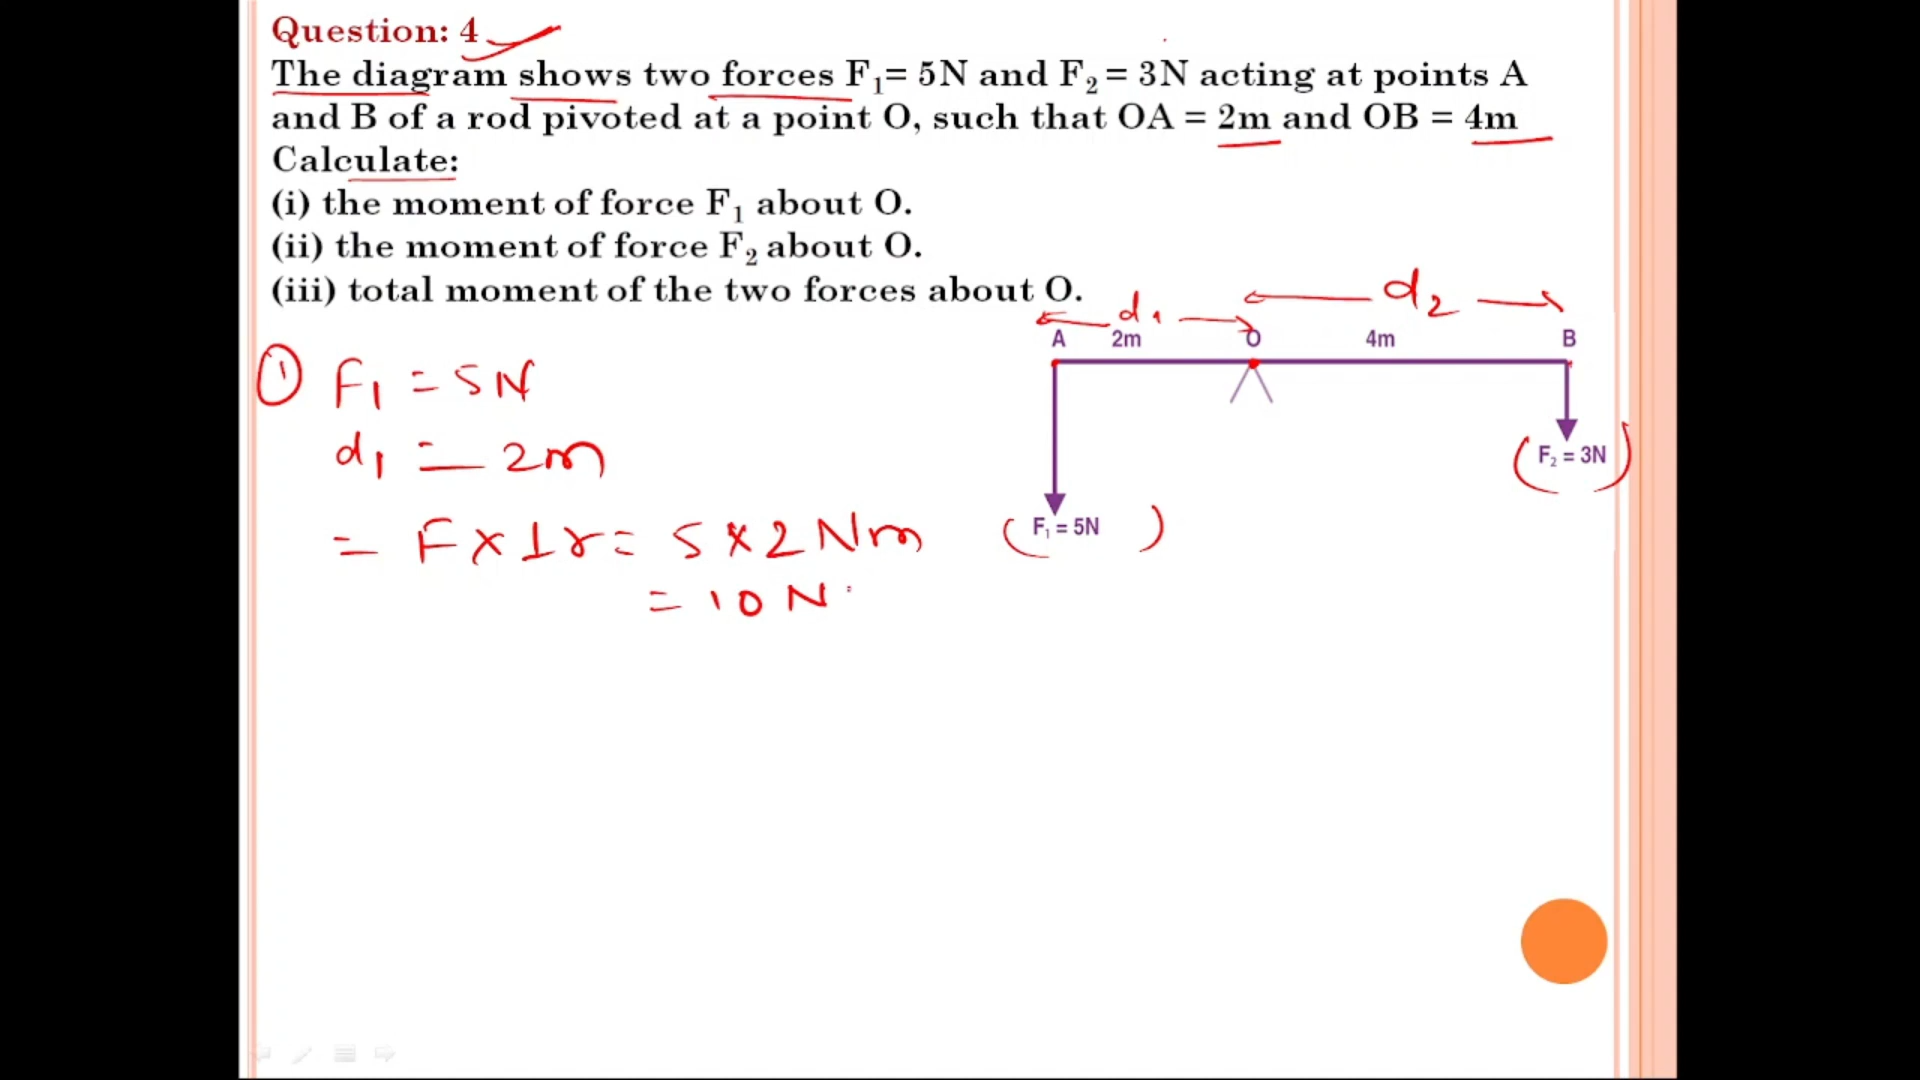 Question: 4
The diagram shows two forces F₁= 5N and F₂ = 3N acting at points A
and B of a rod pivoted at a point O, such that OA = 2m and OB = 4m
Calculate:
(i) the moment of force F₁ about O.
(ii) the moment of force F₂ about O.
(iii) total moment of the two forces about O.
d₁ d₂
A 2m O 4m B
① F₁ = 5N
d₁ = 2m
F₂ = 3N
= F × ⊥ r = 5 × 2 Nm
F₁ = 5N
= 10 N